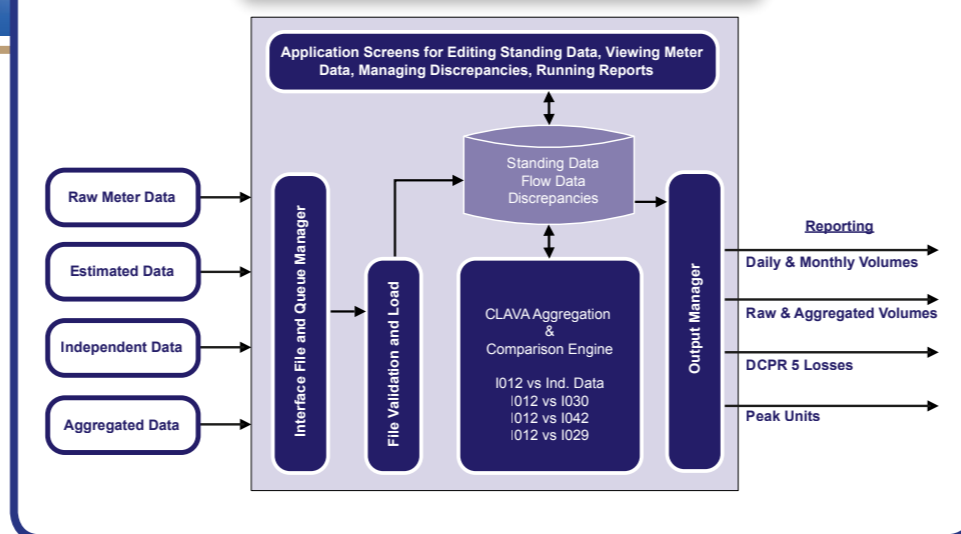 Application Screens for Editing Standing Data, Viewing Meter
Data, Managing Discrepancies, Running Reports
Raw Meter Data
Estimated Data
Independent Data
Aggregated Data
Interface File and Queue Manager
File Validation and Load
Standing Data
Flow Data
Discrepancies
CLAVA Aggregation
&
Comparison Engine
I012 vs Ind. Data
I012 vs I030
I012 vs I042
I012 vs I029
Output Manager
Reporting
Daily & Monthly Volumes
Raw & Aggregated Volumes
DCPR 5 Losses
Peak Units